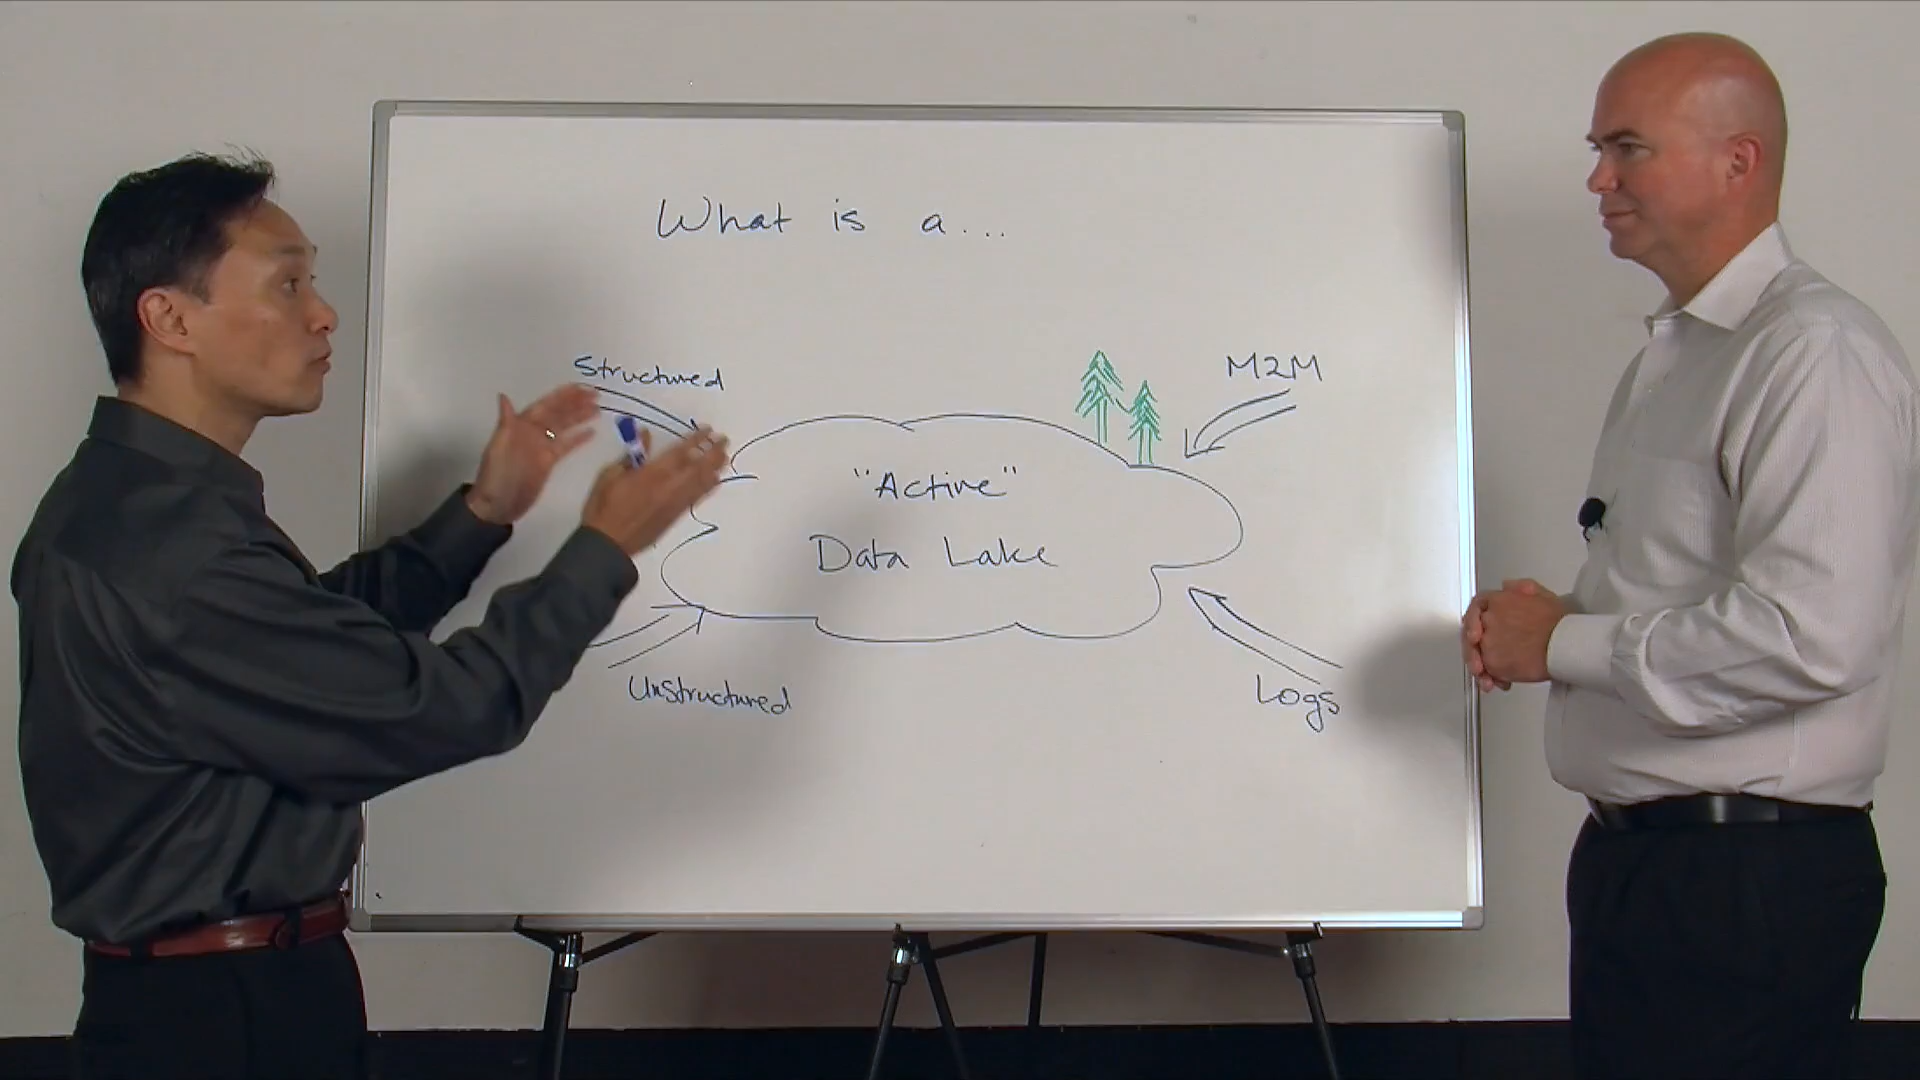 What is a...
Structured
M2M
"Active"
Data Lake
Unstructured
Logs